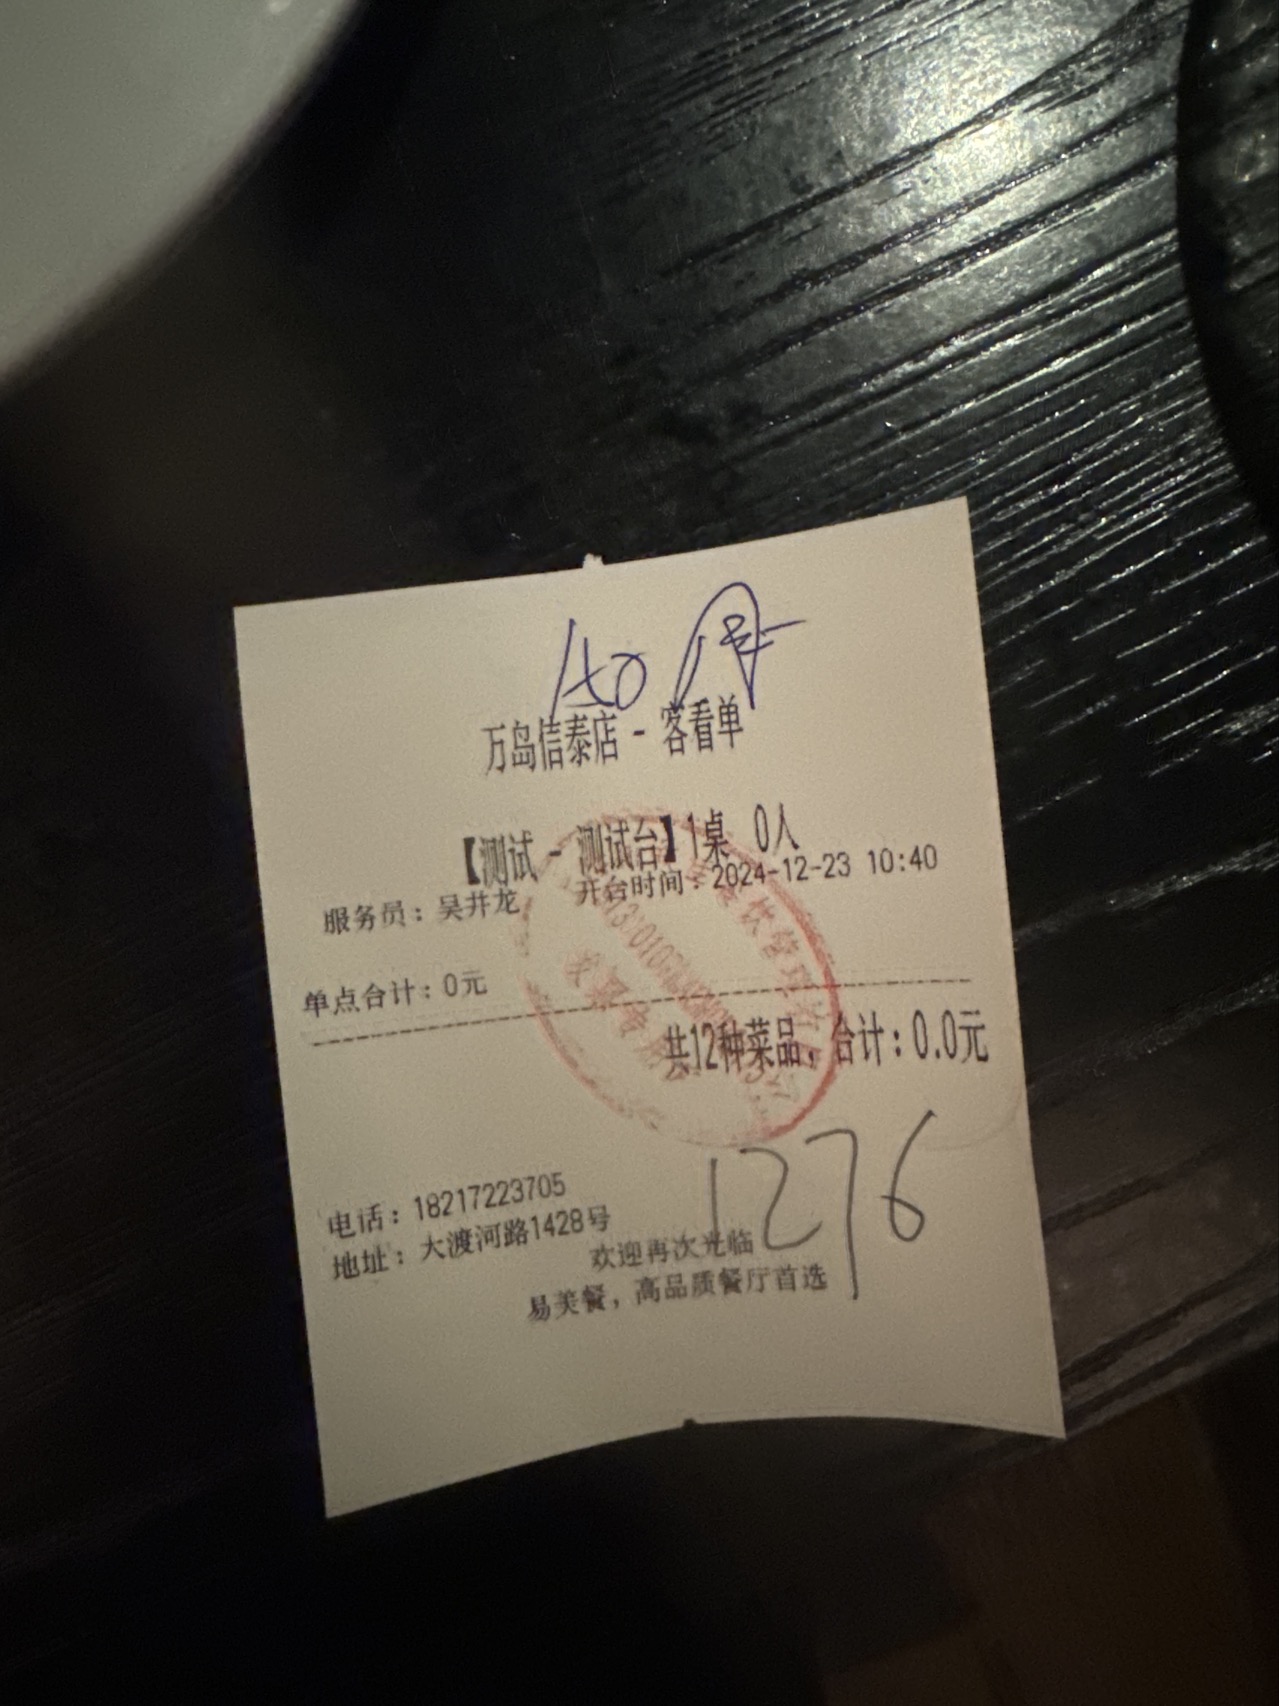 万岛信泰店 - 客看单
【测试 - 测试台】1桌 0人
服务员：吴井龙 开台时间：2024-12-23 10:40
单点合计：0元
共12种菜品，合计：0.0元
1276
电话：18217223705
地址：大渡河路1428号
欢迎再次光临
易美餐，高品质餐厅首选